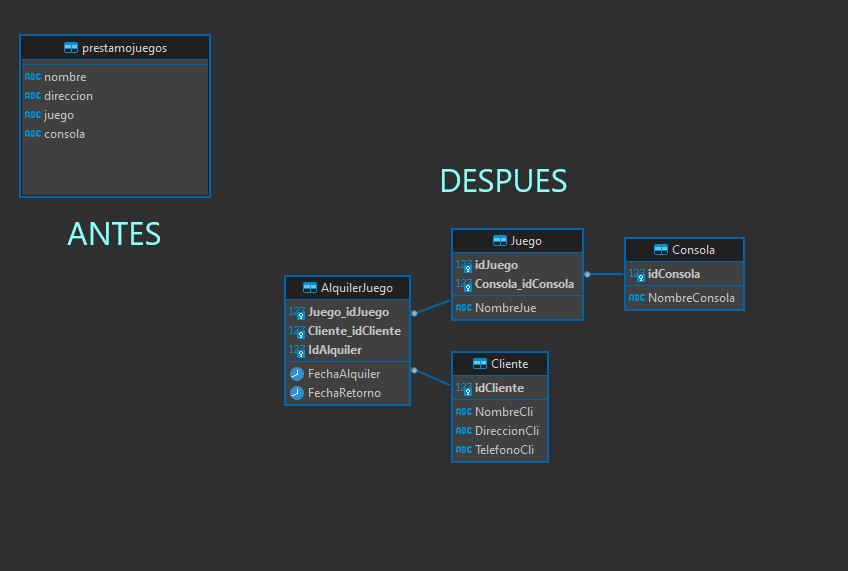 prestamojuegos
ABC nombre
ABC direccion
ABC juego
ABC consola
ANTES
DESPUES
Juego
123 idJuego
123 Consola_idConsola
ABC NombreJue
Consola
123 idConsola
ABC NombreConsola
AlquilerJuego
123 Juego_idJuego
123 Cliente_idCliente
123 IdAlquiler
FechaAlquiler
FechaRetorno
Cliente
123 idCliente
ABC NombreCli
ABC DireccionCli
ABC TelefonoCli